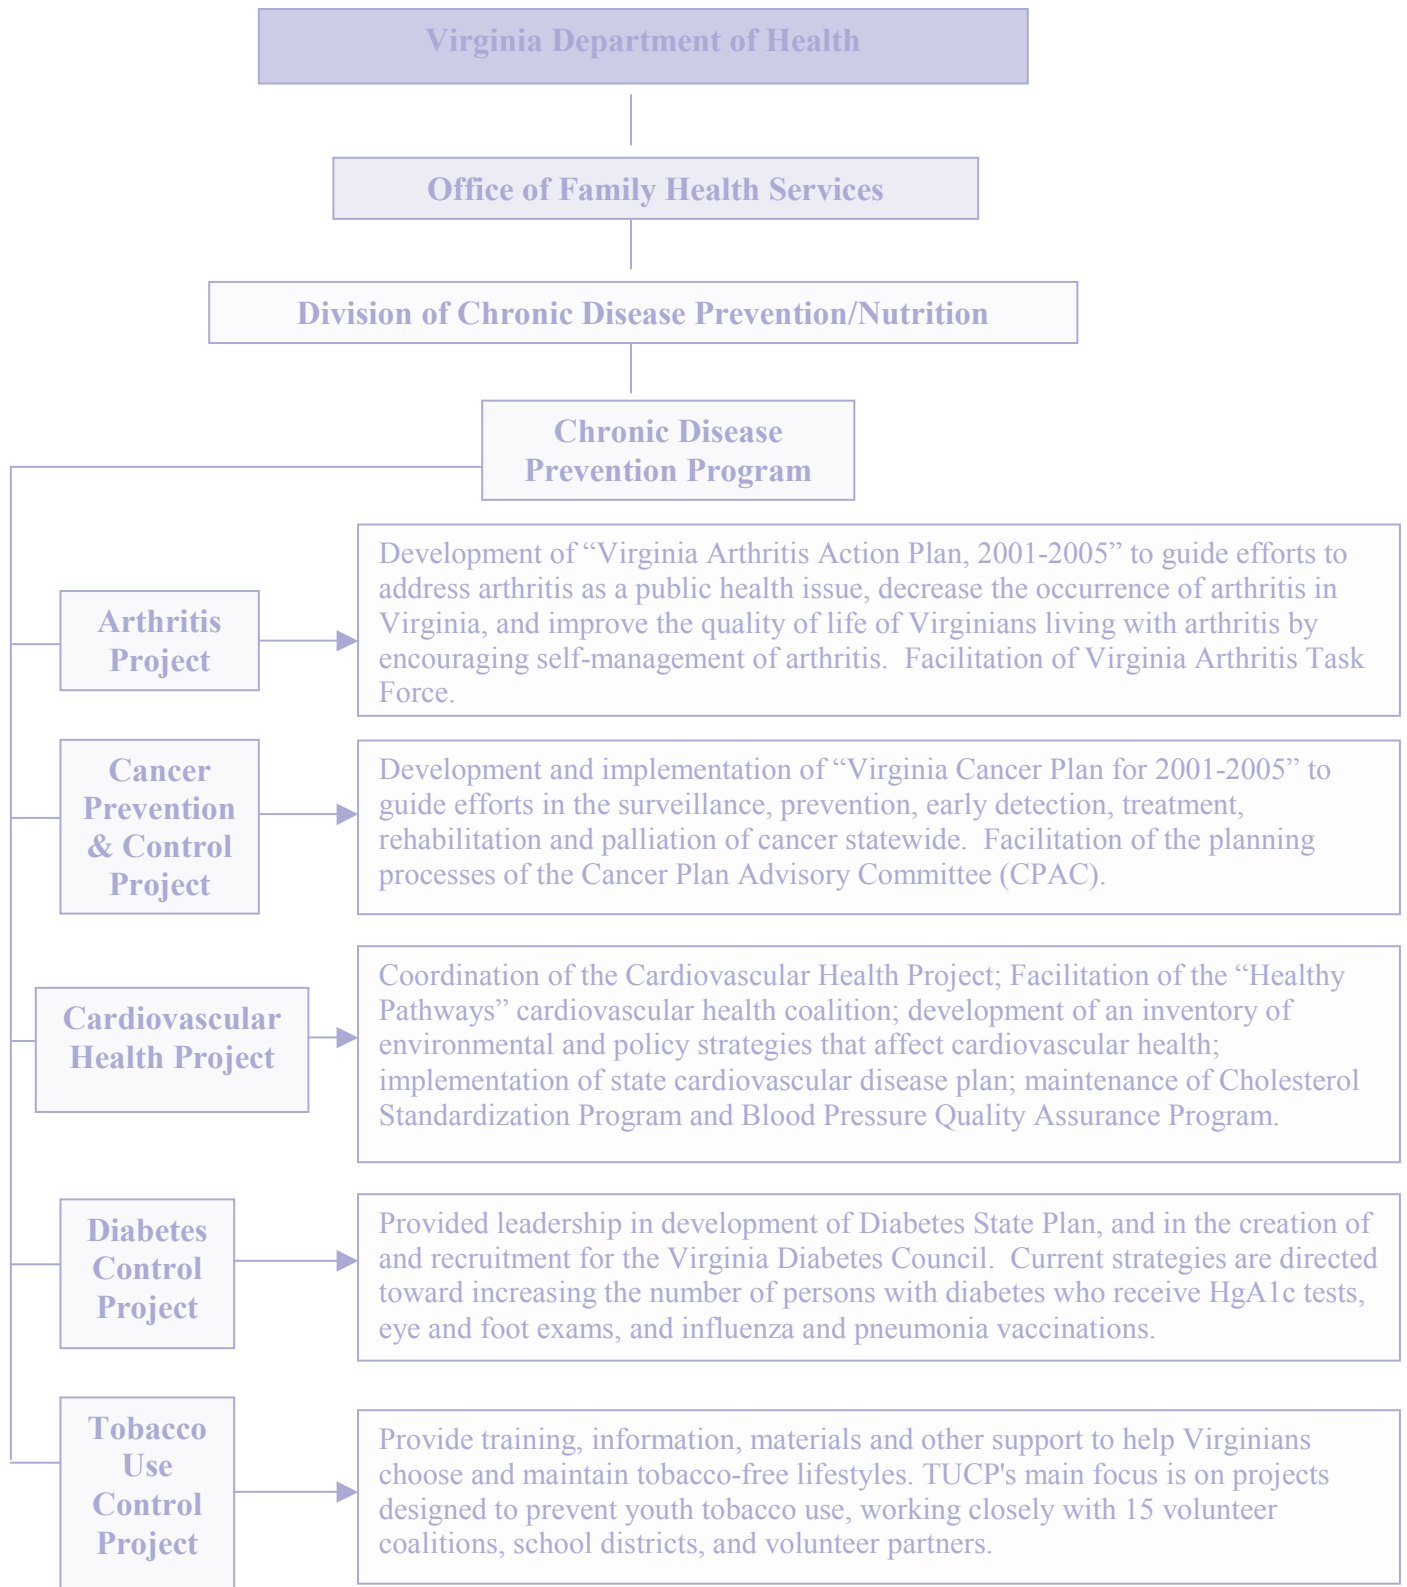 Virginia Department of Health
Office of Family Health Services
Division of Chronic Disease Prevention/Nutrition
Chronic Disease
Prevention Program
Arthritis
Project
Development of “Virginia Arthritis Action Plan, 2001-2005” to guide efforts to
address arthritis as a public health issue, decrease the occurrence of arthritis in
Virginia, and improve the quality of life of Virginians living with arthritis by
encouraging self-management of arthritis.  Facilitation of Virginia Arthritis Task
Force.
Cancer
Prevention
& Control
Project
Development and implementation of “Virginia Cancer Plan for 2001-2005” to
guide efforts in the surveillance, prevention, early detection, treatment,
rehabilitation and palliation of cancer statewide.  Facilitation of the planning
processes of the Cancer Plan Advisory Committee (CPAC).
Cardiovascular
Health Project
Coordination of the Cardiovascular Health Project; Facilitation of the “Healthy
Pathways” cardiovascular health coalition; development of an inventory of
environmental and policy strategies that affect cardiovascular health;
implementation of state cardiovascular disease plan; maintenance of Cholesterol
Standardization Program and Blood Pressure Quality Assurance Program.
Diabetes
Control
Project
Provided leadership in development of Diabetes State Plan, and in the creation of
and recruitment for the Virginia Diabetes Council.  Current strategies are directed
toward increasing the number of persons with diabetes who receive HgA1c tests,
eye and foot exams, and influenza and pneumonia vaccinations.
Tobacco
Use
Control
Project
Provide training, information, materials and other support to help Virginians
choose and maintain tobacco-free lifestyles. TUCP's main focus is on projects
designed to prevent youth tobacco use, working closely with 15 volunteer
coalitions, school districts, and volunteer partners.